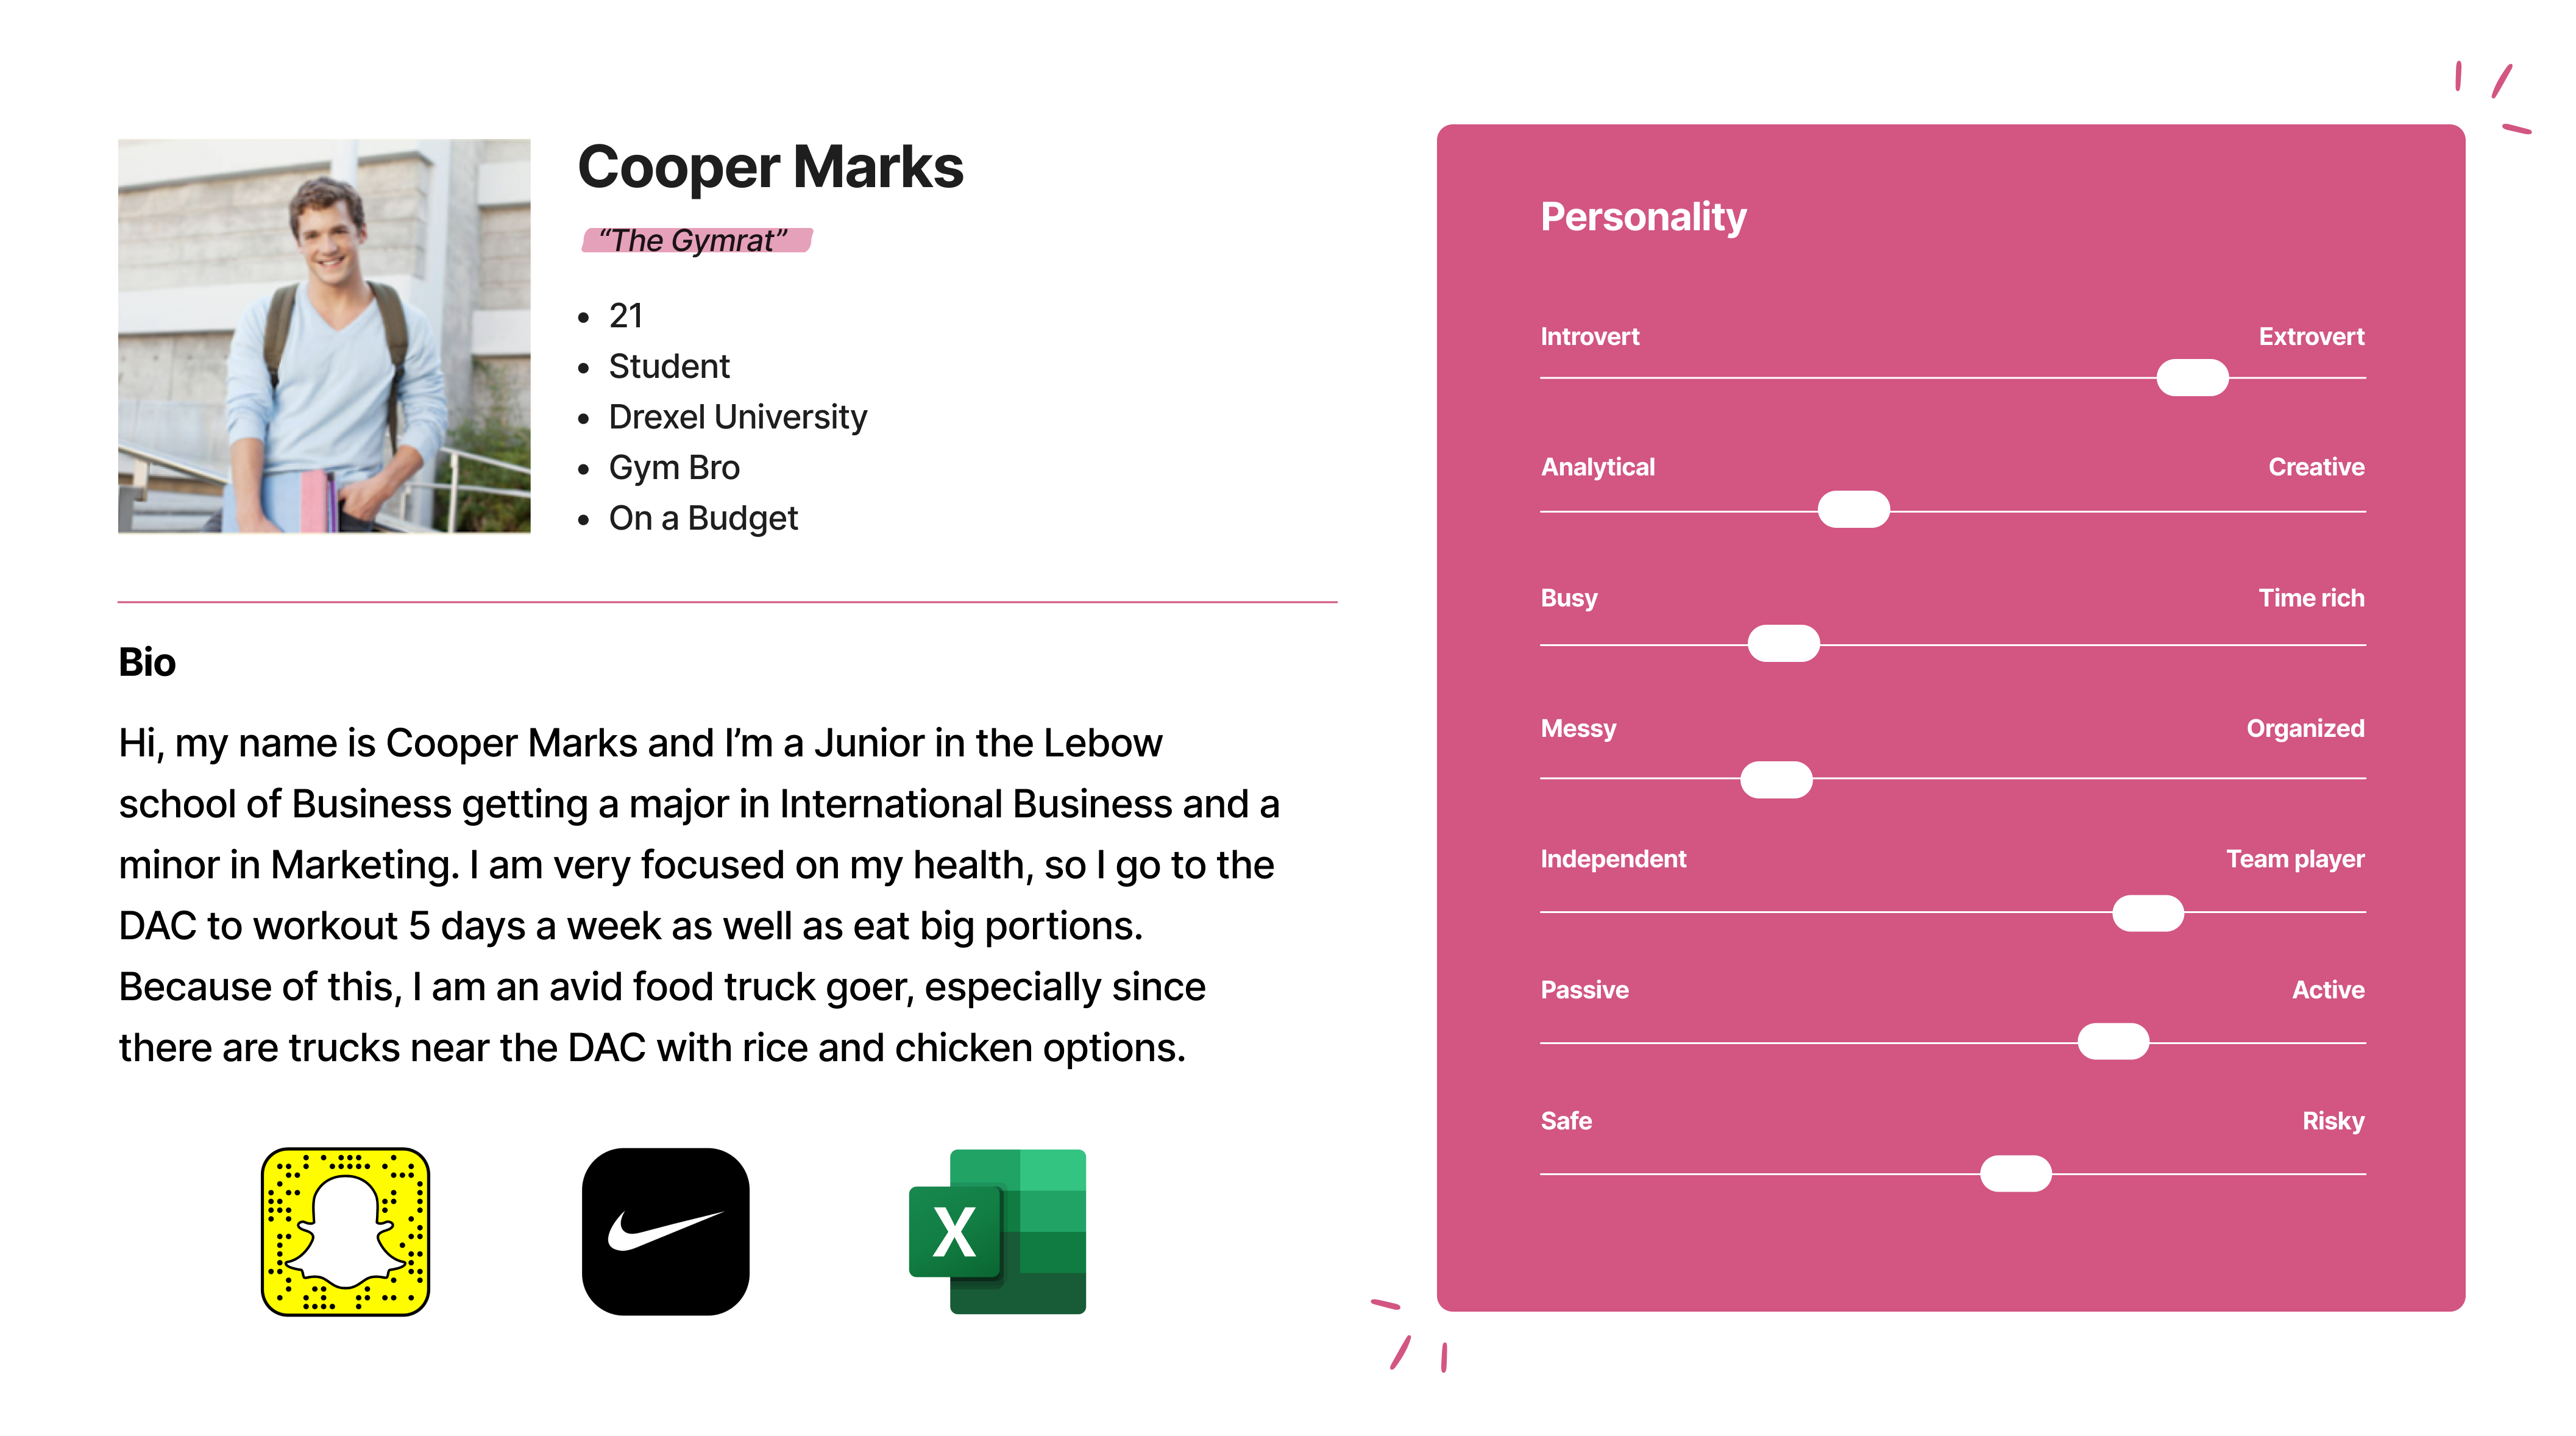 Cooper Marks
“The Gymrat”
• 21
• Student
• Drexel University
• Gym Bro
• On a Budget
Bio
Hi, my name is Cooper Marks and I’m a Junior in the Lebow
school of Business getting a major in International Business and a
minor in Marketing. I am very focused on my health, so I go to the
DAC to workout 5 days a week as well as eat big portions.
Because of this, I am an avid food truck goer, especially since
there are trucks near the DAC with rice and chicken options.
X
Personality
Introvert Extrovert
Analytical Creative
Busy Time rich
Messy Organized
Independent Team player
Passive Active
Safe Risky